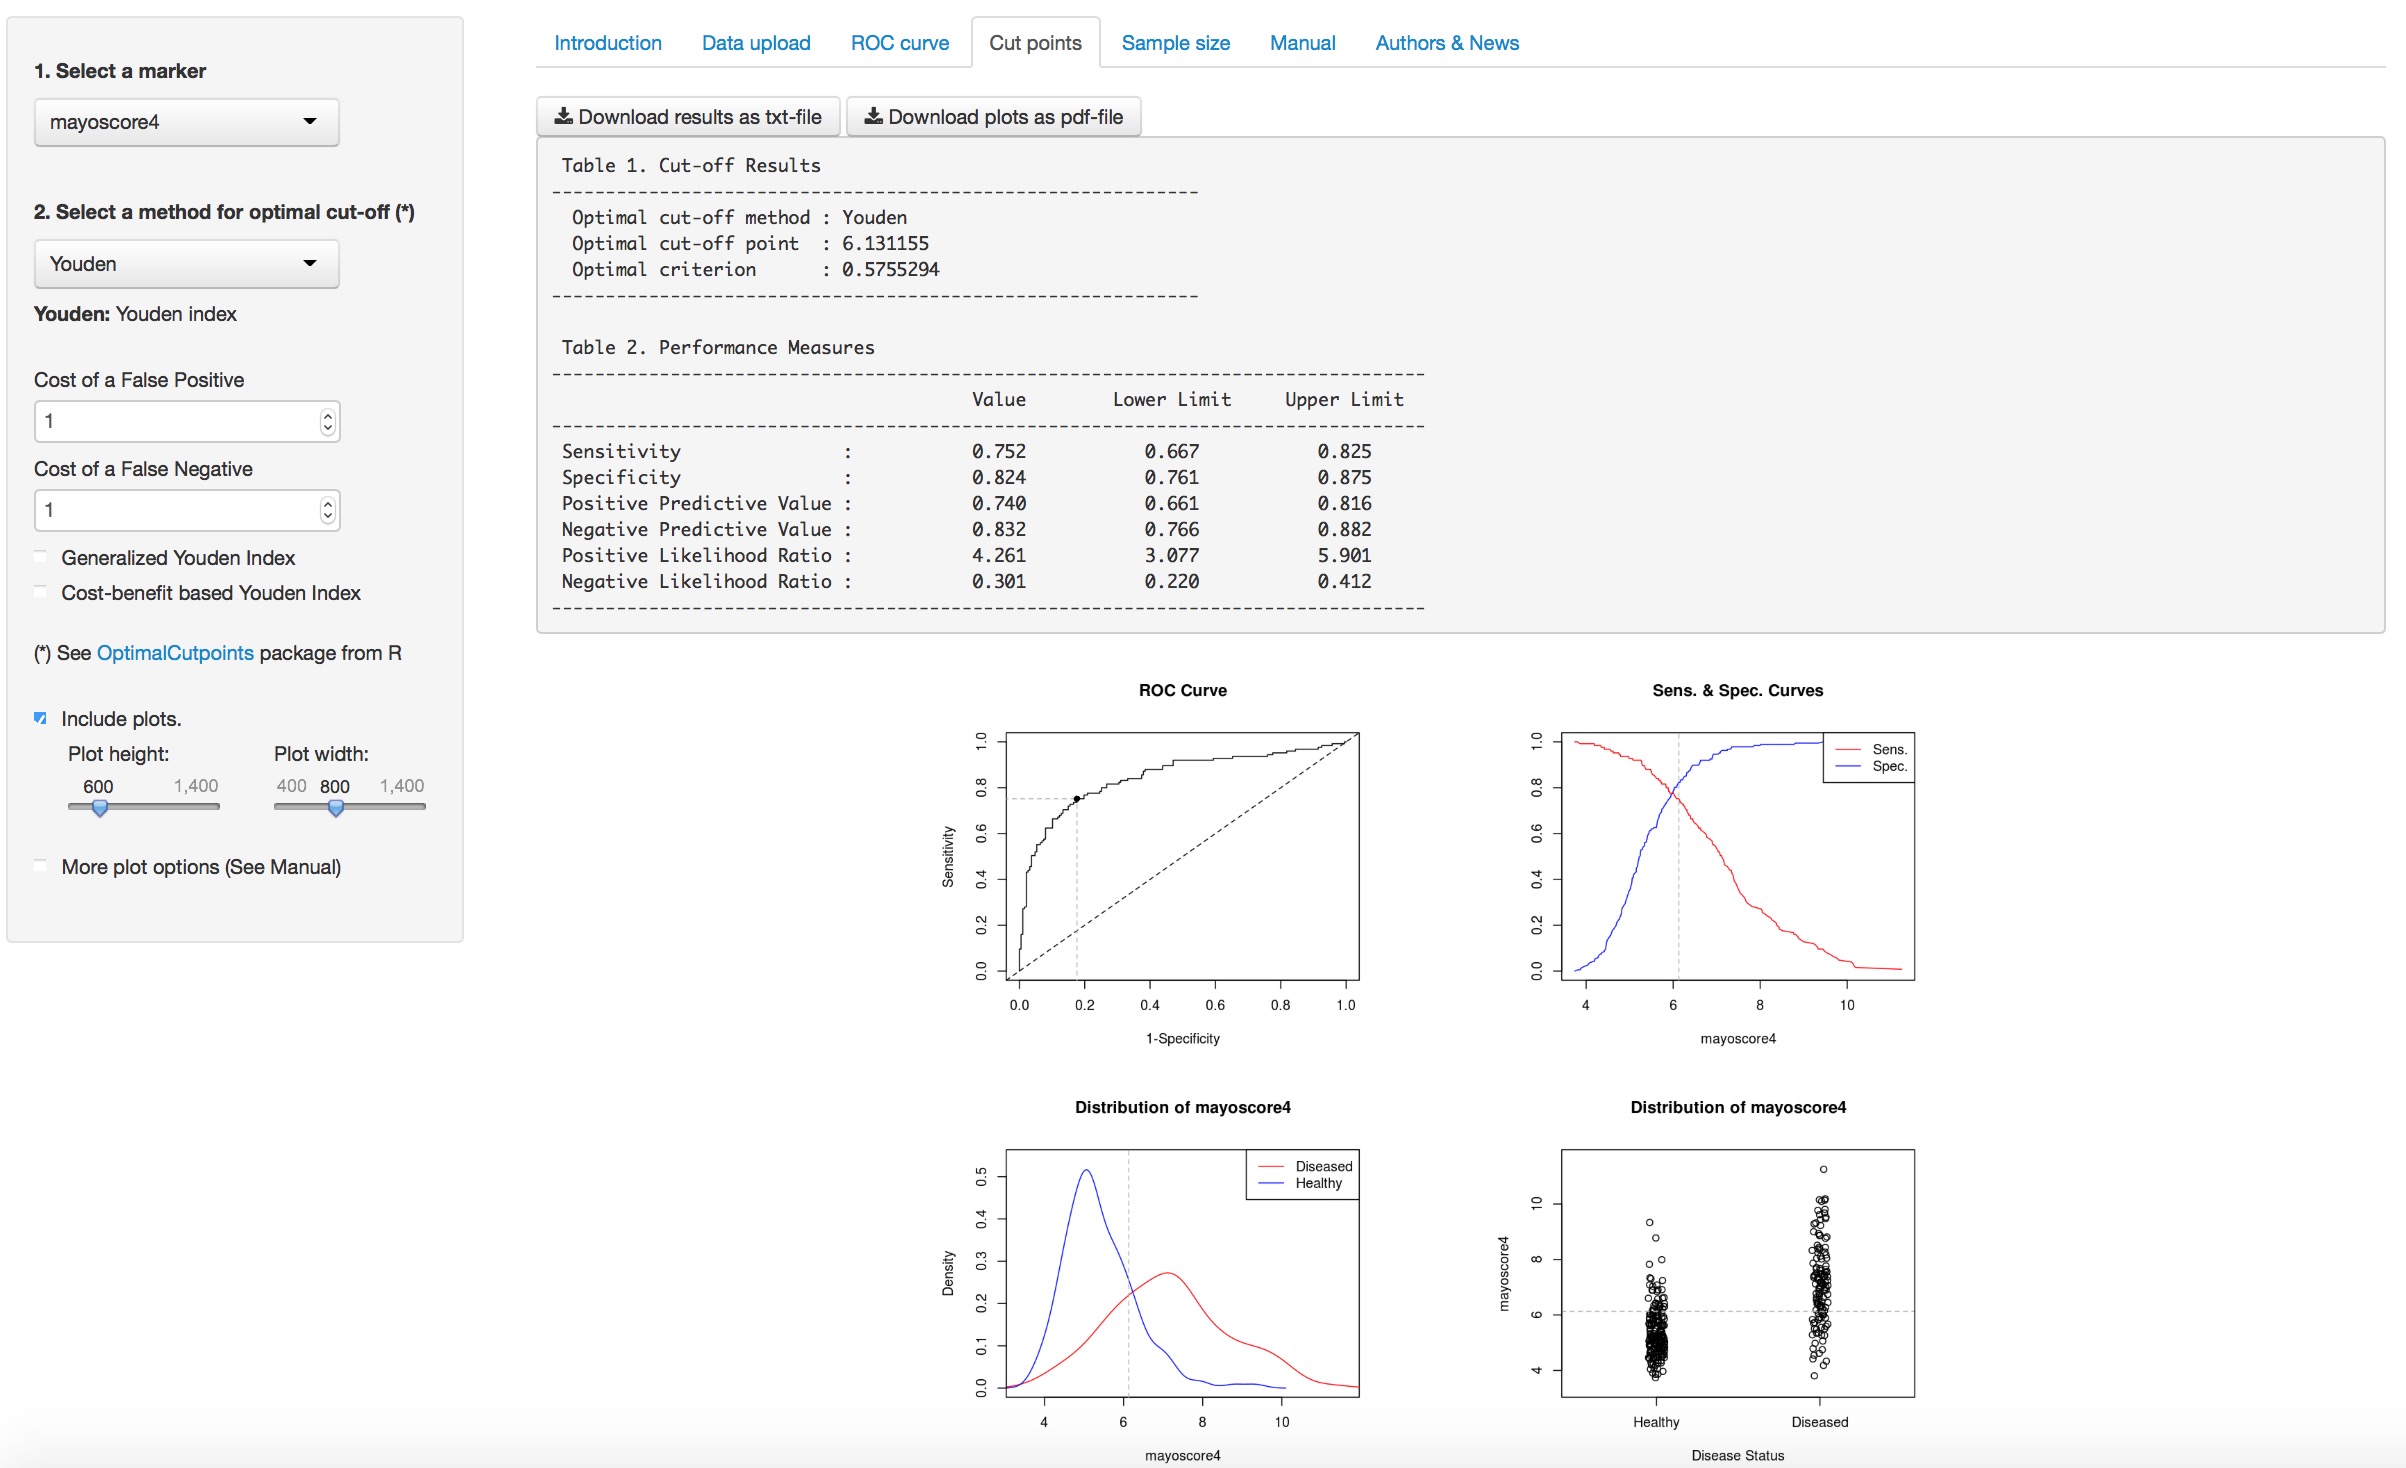 1. Select a marker
mayoscore4
2. Select a method for optimal cut-off (*)
Youden
Youden: Youden index
Cost of a False Positive
1
Cost of a False Negative
1
Generalized Youden Index
Cost-benefit based Youden Index
(*) See OptimalCutpoints package from R
Include plots.
Plot height: Plot width:
600 1,400 400 800 1,400
More plot options (See Manual)
Introduction Data upload ROC curve Cut points Sample size Manual Authors & News
Download results as txt-file Download plots as pdf-file
Table 1. Cut-off Results
------------------------------------------------------------
Optimal cut-off method : Youden
Optimal cut-off point : 6.131155
Optimal criterion : 0.5755294
------------------------------------------------------------
Table 2. Performance Measures
---------------------------------------------------------------------------------
Value Lower Limit Upper Limit
---------------------------------------------------------------------------------
Sensitivity : 0.752 0.667 0.825
Specificity : 0.824 0.761 0.875
Positive Predictive Value : 0.740 0.661 0.816
Negative Predictive Value : 0.832 0.766 0.882
Positive Likelihood Ratio : 4.261 3.077 5.901
Negative Likelihood Ratio : 0.301 0.220 0.412
---------------------------------------------------------------------------------
ROC Curve
Sensitivity
1.0
0.8
0.6
0.4
0.2
0.0
0.0 0.2 0.4 0.6 0.8 1.0
1-Specificity
Sens. & Spec. Curves
1.0
0.8
0.6
0.4
0.2
0.0
Sens.
Spec.
4 6 8 10
mayoscore4
Distribution of mayoscore4
Density
0.5
0.4
0.3
0.2
0.1
0.0
Diseased
Healthy
4 6 8 10
mayoscore4
Distribution of mayoscore4
mayoscore4
10
8
6
4
Healthy Diseased
Disease Status